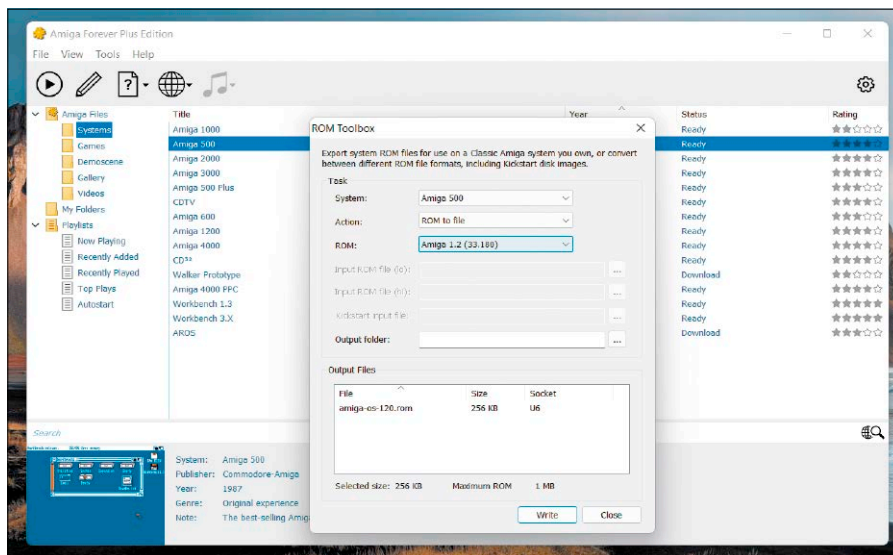 Amiga Forever Plus Edition
File View Tools Help
Amiga Files
Systems
Games
Demoscene
Gallery
Videos
My Folders
Playlists
Now Playing
Recently Added
Recently Played
Top Plays
Autostart
Title Year Status Rating
Amiga 1000 Ready
Amiga 500 Ready
Amiga 2000 Ready
Amiga 3000 Ready
Amiga 500 Plus Ready
CDTV Ready
Amiga 600 Ready
Amiga 1200 Ready
Amiga 4000 Ready
CD³² Ready
Walker Prototype Download
Amiga 4000 PPC Ready
Workbench 1.3 Ready
Workbench 3.X Ready
AROS Download
ROM Toolbox
Export system ROM files for use on a Classic Amiga system you own, or convert
between different ROM file formats, including Kickstart disk images.
Task
System: Amiga 500
Action: ROM to file
ROM: Amiga 1.2 (33.180)
Input ROM file (lo): ...
Input ROM file (hi): ...
Kickstart input file: ...
Output folder: ...
Output Files
File Size Socket
amiga-os-120.rom 256 KB U6
Selected size: 256 KB Maximum ROM 1 MB
Write Close
Search
System: Amiga 500
Publisher: Commodore-Amiga
Year: 1987
Genre: Original experience
Note: The best-selling Amig